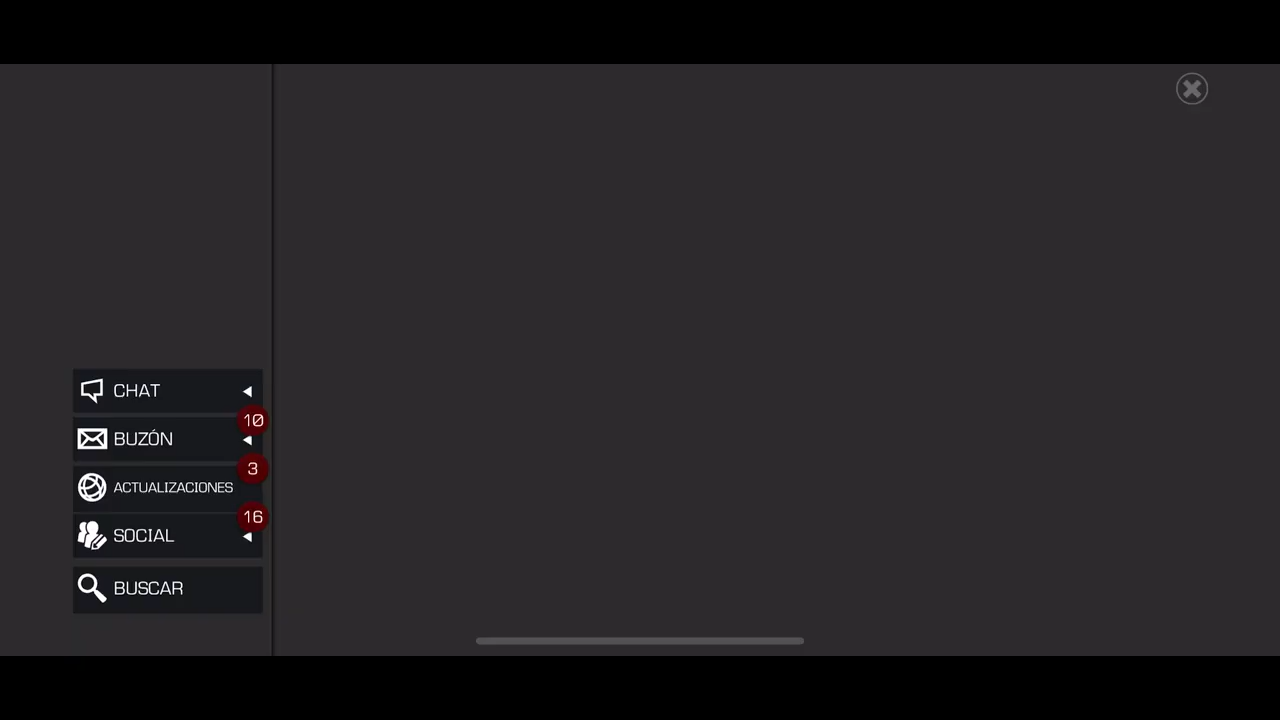 CHAT
10
BUZÓN
3
ACTUALIZACIONES
16
SOCIAL
BUSCAR